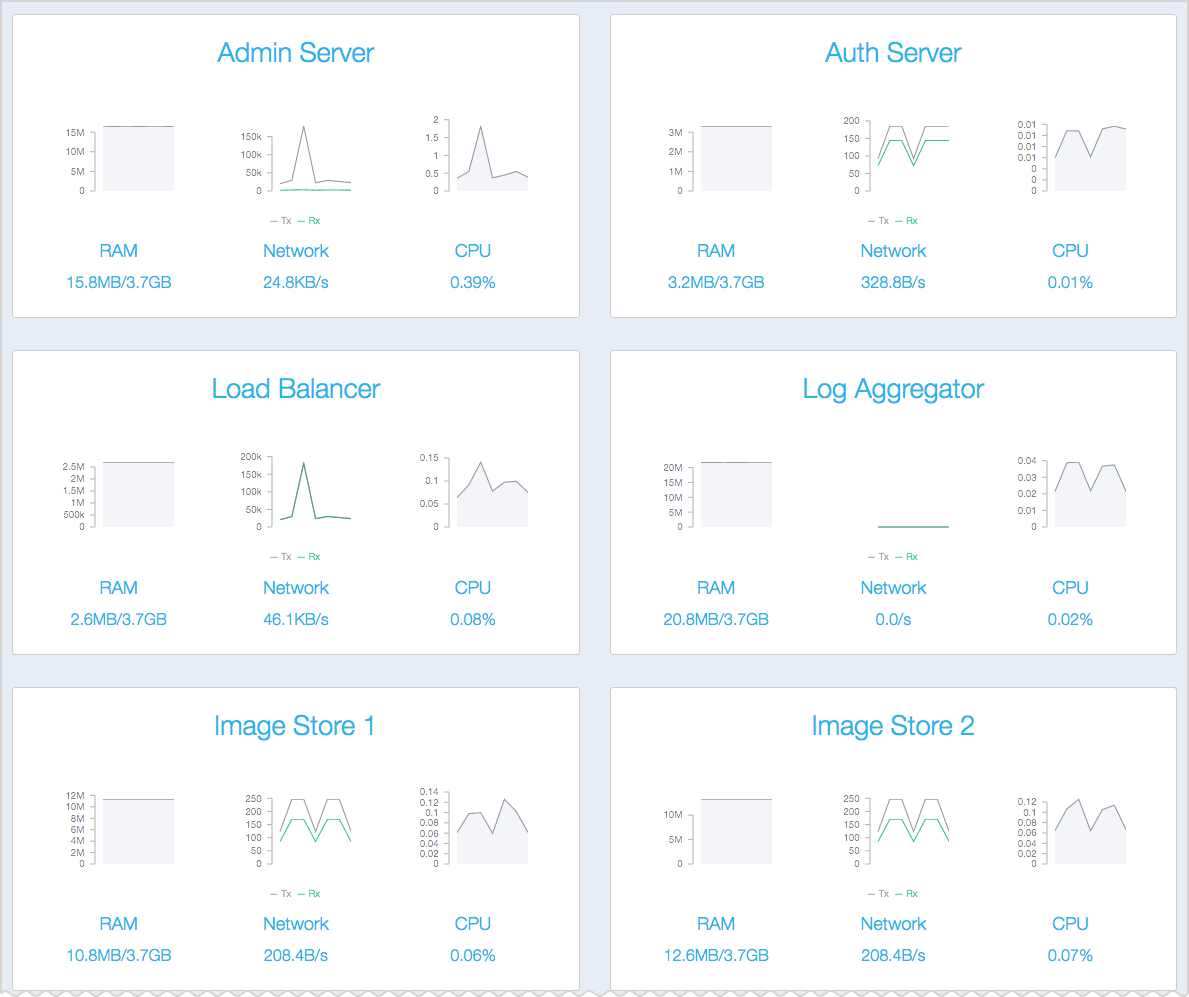 Admin Server
15M
10M
5M
0
150k
100k
50k
0
2
1.5
1
0.5
0
Tx Rx
RAM Network CPU
15.8MB/3.7GB 24.8KB/s 0.39%
Auth Server
3M
2M
1M
0
200
150
100
50
0
0.01
0.01
0.01
0.01
0
0
0
Tx Rx
RAM Network CPU
3.2MB/3.7GB 328.8B/s 0.01%
Load Balancer
2.5M
2M
1.5M
1M
500k
0
200k
150k
100k
50k
0
0.15
0.1
0.05
0
Tx Rx
RAM Network CPU
2.6MB/3.7GB 46.1KB/s 0.08%
Log Aggregator
20M
15M
10M
5M
0
0.04
0.03
0.02
0.01
0
Tx Rx
RAM Network CPU
20.8MB/3.7GB 0.0/s 0.02%
Image Store 1
12M
10M
8M
6M
4M
2M
0
250
200
150
100
50
0
0.14
0.12
0.1
0.08
0.06
0.04
0.02
0
Tx Rx
RAM Network CPU
10.8MB/3.7GB 208.4B/s 0.06%
Image Store 2
10M
5M
0
250
200
150
100
50
0
0.12
0.1
0.08
0.06
0.04
0.02
0
Tx Rx
RAM Network CPU
12.6MB/3.7GB 208.4B/s 0.07%